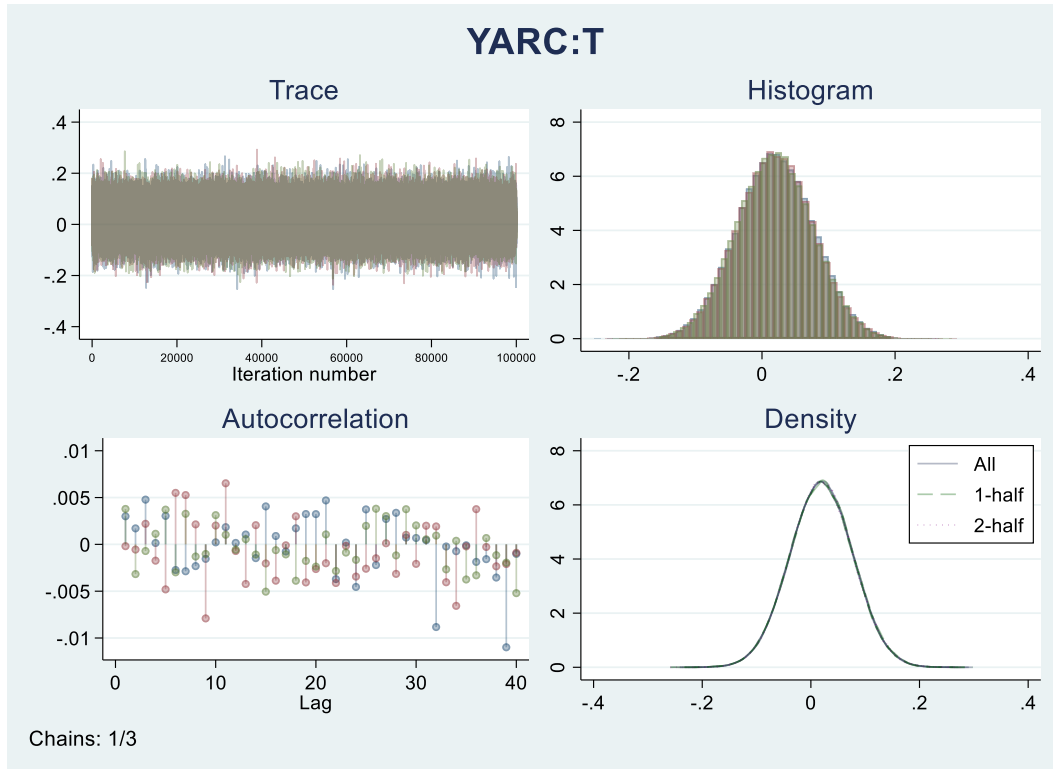 YARC:T
Trace
.4
.2
0
-.2
-.4
0 20000 40000 60000 80000 100000
Iteration number
Histogram
8
6
4
2
0
-.2 0 .2 .4
Autocorrelation
.01
.005
0
-.005
-.01
0 10 20 30 40
Lag
Density
8
6
4
2
0
-.4 -.2 0 .2 .4
All
1-half
2-half
Chains: 1/3